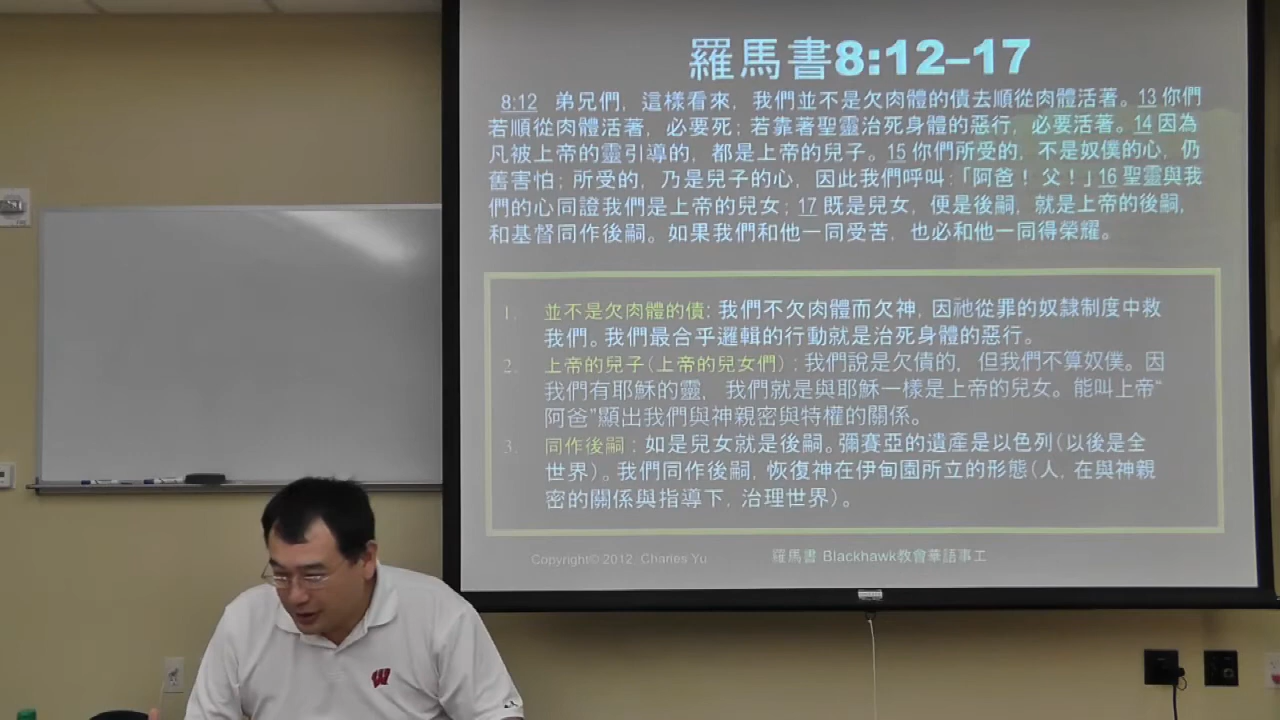 羅馬書8:12–17
8:12 弟兄們，這樣看來，我們並不是欠肉體的債去順從肉體活著。13 你們
若順從肉體活著，必要死；若靠著聖靈治死身體的惡行，必要活著。14 因為
凡被上帝的靈引導的，都是上帝的兒子。15 你們所受的，不是奴僕的心，仍
舊害怕；所受的，乃是兒子的心，因此我們呼叫：「阿爸！父！」16 聖靈與我
們的心同證我們是上帝的兒女；17 既是兒女，便是後嗣，就是上帝的後嗣，
和基督同作後嗣。如果我們和他一同受苦，也必和他一同得榮耀。
1. 並不是欠肉體的債：我們不欠肉體而欠神，因祂從罪的奴隸制度中救
我們。我們最合乎邏輯的行動就是治死身體的惡行。
2. 上帝的兒子（上帝的兒女們）：我們說是欠債的，但我們不算奴僕。因
我們有耶穌的靈，我們就是與耶穌一樣是上帝的兒女。能叫上帝“
阿爸”顯出我們與神親密與特權的關係。
3. 同作後嗣：如是兒女就是後嗣。彌賽亞的遺產是以色列（以後是全
世界）。我們同作後嗣，恢復神在伊甸園所立的形態（人，在與神親
密的關係與指導下，治理世界）。
Copyright© 2012 Charles Yu 羅馬書 Blackhawk教會華語事工
W